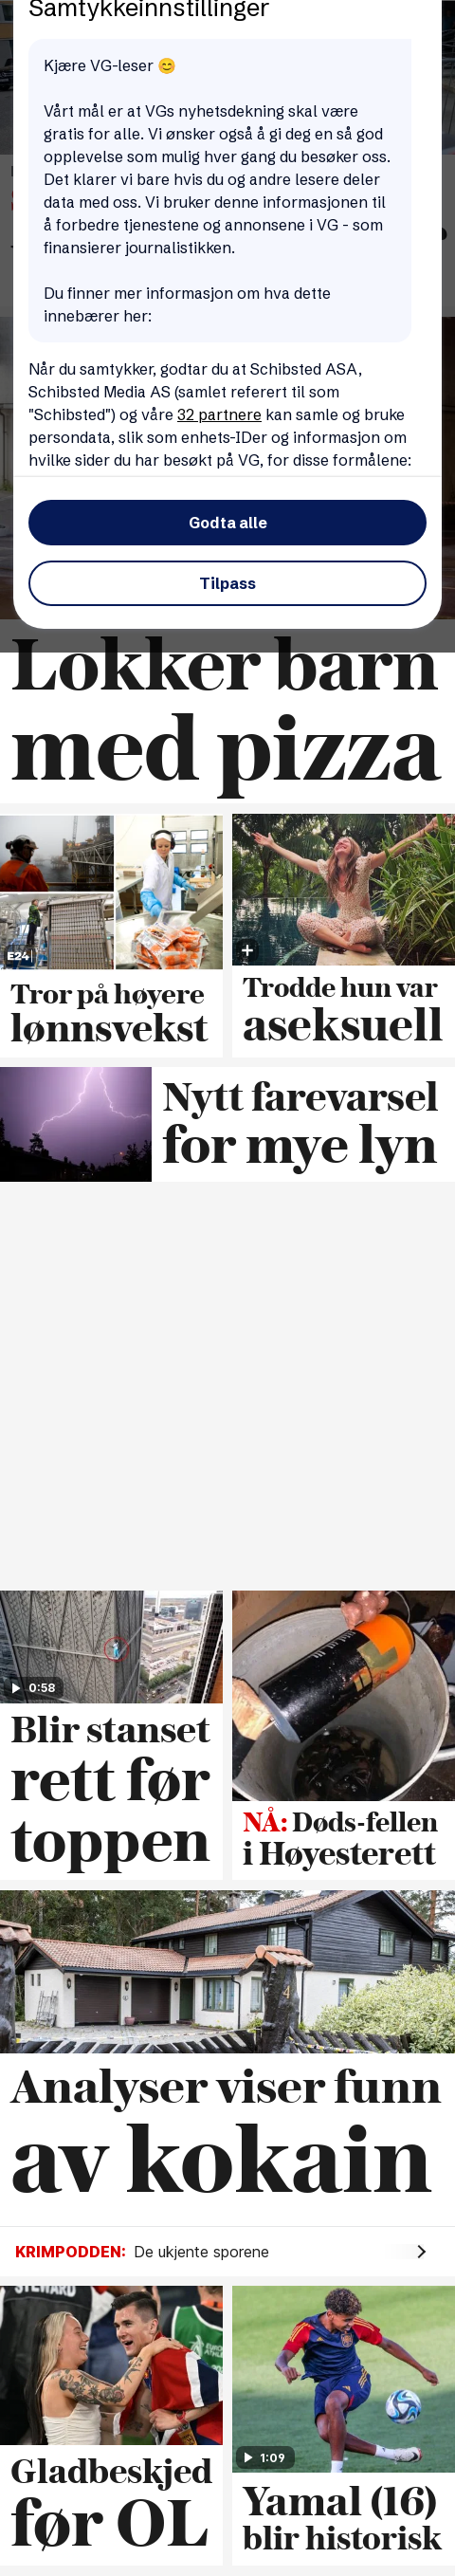 Samtykkeinnstillinger
Kjære VG-leser 😊
Vårt mål er at VGs nyhetsdekning skal være
gratis for alle. Vi ønsker også å gi deg en så god
opplevelse som mulig hver gang du besøker oss.
Det klarer vi bare hvis du og andre lesere deler
data med oss. Vi bruker denne informasjonen til
å forbedre tjenestene og annonsene i VG - som
finansierer journalistikken.
Du finner mer informasjon om hva dette
innebærer her:
Når du samtykker, godtar du at Schibsted ASA,
Schibsted Media AS (samlet referert til som
"Schibsted") og våre 32 partnere kan samle og bruke
persondata, slik som enhets-IDer og informasjon om
hvilke sider du har besøkt på VG, for disse formålene:
Godta alle
Tilpass
Lokker barn
med pizza
E24
Tror på høyere
lønnsvekst
Trodde hun var
aseksuell
Nytt farevarsel
for mye lyn
0:58
Blir stanset
rett før
toppen
NÅ: Døds-fellen
i Høyesterett
4
Analyser viser funn
av kokain
KRIMPODDEN: De ukjente sporene
Gladbeskjed
før OL
1:09
Yamal (16)
blir historisk